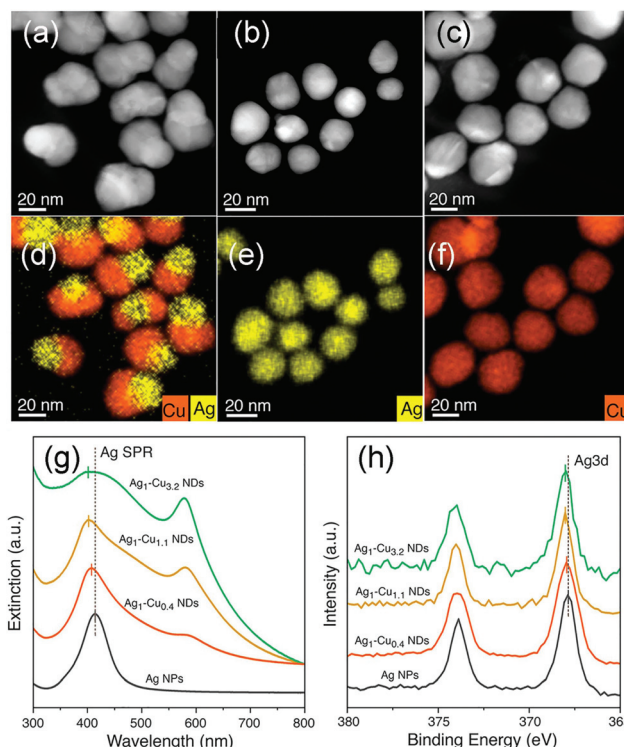 (a) (b) (c)
20 nm 20 nm 20 nm
(d) (e) (f)
20 nm Cu Ag 20 nm Ag 20 nm Cu
(g) Ag SPR
Ag₁-Cu₃.₂ NDs
Ag₁-Cu₁.₁ NDs
Ag₁-Cu₀.₄ NDs
Ag NPs
Extinction (a.u.)
300 400 500 600 700 800
Wavelength (nm)
(h) Ag3d
Ag₁-Cu₃.₂ NDs
Ag₁-Cu₁.₁ NDs
Ag₁-Cu₀.₄ NDs
Ag NPs
Intensity (a.u.)
380 375 370 36
Binding Energy (eV)